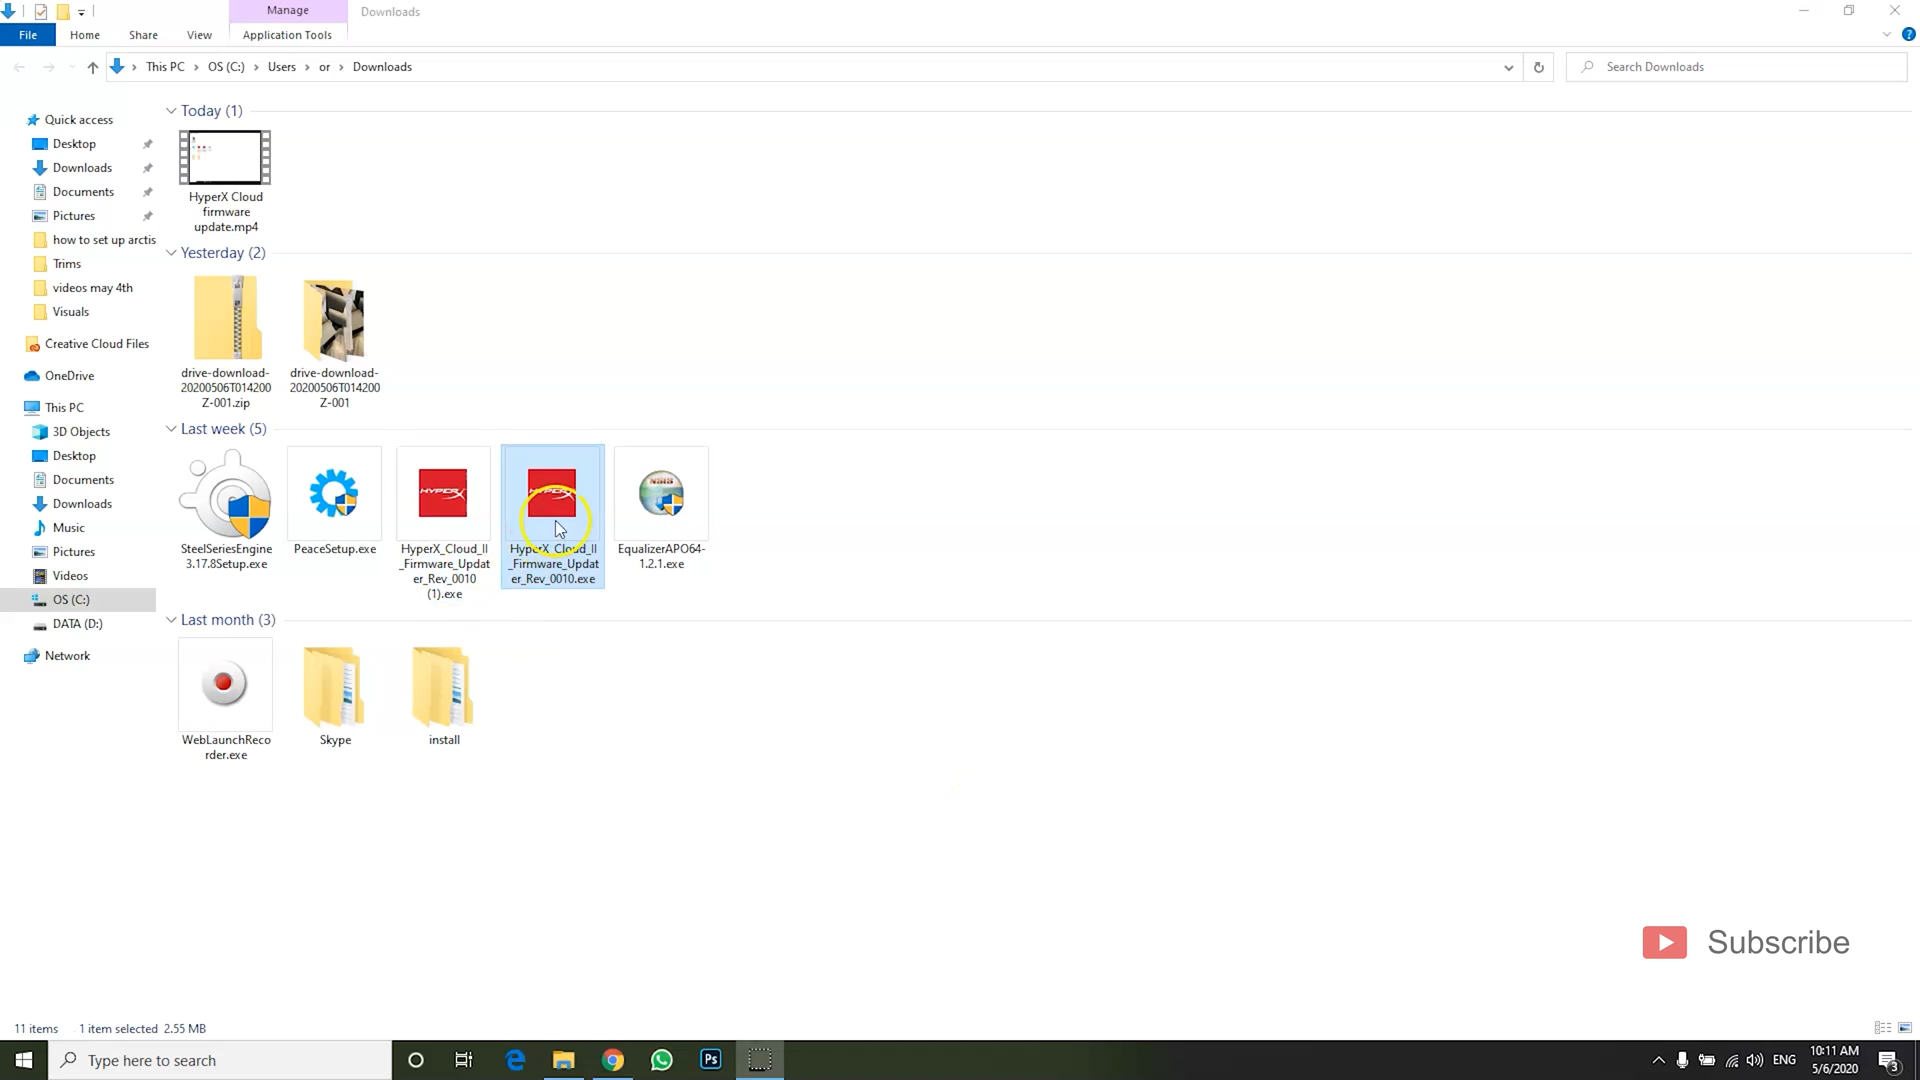 Manage
Downloads
File
Home
Share
View
Application Tools
This PC
OS (C:)
Users
or
Downloads
Search Downloads
Quick access
Desktop
Downloads
Documents
Pictures
how to set up arctis
Trims
videos may 4th
Visuals
Creative Cloud Files
OneDrive
This PC
3D Objects
Desktop
Documents
Downloads
Music
Pictures
Videos
OS (C:)
DATA (D:)
Network
Today (1)
HyperX Cloud
firmware
update.mp4
Yesterday (2)
drive-download-
20200506T014200
Z-001.zip
drive-download-
20200506T014200
Z-001
Last week (5)
SteelSeriesEngine
3.17.8Setup.exe
PeaceSetup.exe
HYPERX
HyperX_Cloud_II
_Firmware_Updat
er_Rev_0010
(1).exe
HYPERX
HyperX_Cloud_II
_Firmware_Updat
er_Rev_0010.exe
NSIS
EqualizerAPO64-
1.2.1.exe
Last month (3)
WebLaunchReco
rder.exe
Skype
install
Subscribe
11 items
1 item selected 2.55 MB
Type here to search
Ps
ENG
10:11 AM
5/6/2020
3